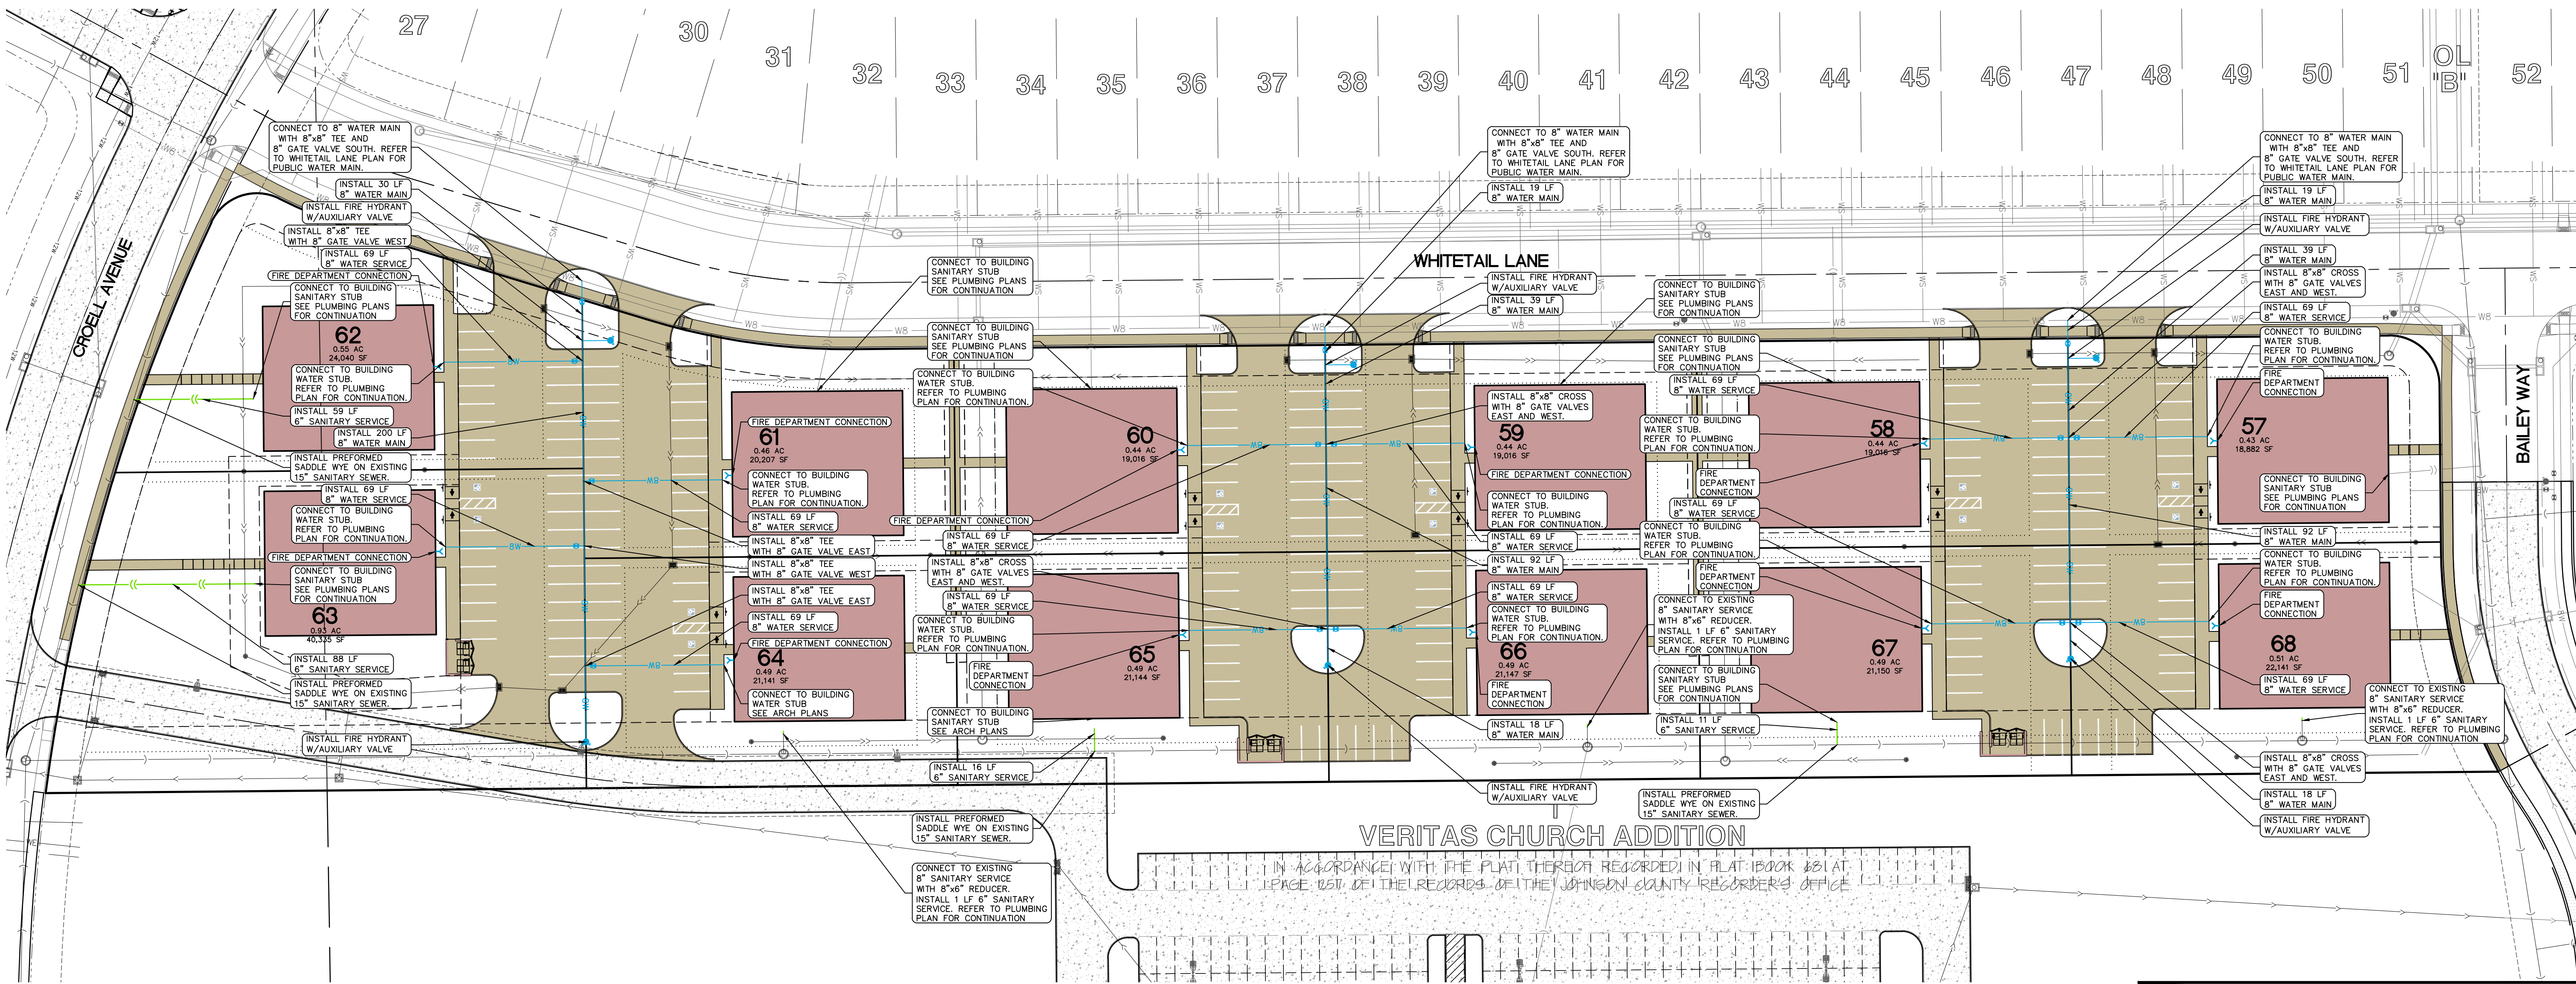 27
30
31
32
33
34
35
36
37
38
39
40
41
42
43
44
45
46
47
48
49
50
51
OL
"B"
52
CROELL AVENUE
WHITETAIL LANE
BAILEY WAY
CONNECT TO 8" WATER MAIN
WITH 8"x8" TEE AND
8" GATE VALVE SOUTH. REFER
TO WHITETAIL LANE PLAN FOR
PUBLIC WATER MAIN.
INSTALL 30 LF
8" WATER MAIN
INSTALL FIRE HYDRANT
W/AUXILIARY VALVE
INSTALL 8"x8" TEE
WITH 8" GATE VALVE WEST
INSTALL 69 LF
8" WATER SERVICE
FIRE DEPARTMENT CONNECTION
CONNECT TO BUILDING
SANITARY STUB
SEE PLUMBING PLANS
FOR CONTINUATION
62
0.55 AC
24,040 SF
CONNECT TO BUILDING
WATER STUB.
REFER TO PLUMBING
PLAN FOR CONTINUATION.
INSTALL 59 LF
6" SANITARY SERVICE
INSTALL 200 LF
8" WATER MAIN
INSTALL PREFORMED
SADDLE WYE ON EXISTING
15" SANITARY SEWER.
INSTALL 69 LF
8" WATER SERVICE
CONNECT TO BUILDING
WATER STUB.
REFER TO PLUMBING
PLAN FOR CONTINUATION.
FIRE DEPARTMENT CONNECTION
CONNECT TO BUILDING
SANITARY STUB
SEE PLUMBING PLANS
FOR CONTINUATION
63
0.93 AC
40,335 SF
INSTALL 88 LF
6" SANITARY SERVICE
INSTALL PREFORMED
SADDLE WYE ON EXISTING
15" SANITARY SEWER.
INSTALL FIRE HYDRANT
W/AUXILIARY VALVE
FIRE DEPARTMENT CONNECTION
61
0.46 AC
20,207 SF
CONNECT TO BUILDING
WATER STUB.
REFER TO PLUMBING
PLAN FOR CONTINUATION.
INSTALL 69 LF
8" WATER SERVICE
INSTALL 8"x8" TEE
WITH 8" GATE VALVE EAST
INSTALL 8"x8" TEE
WITH 8" GATE VALVE WEST
INSTALL 8"x8" TEE
WITH 8" GATE VALVE EAST
INSTALL 69 LF
8" WATER SERVICE
FIRE DEPARTMENT CONNECTION
64
0.49 AC
21,141 SF
CONNECT TO BUILDING
WATER STUB
SEE ARCH PLANS
CONNECT TO BUILDING
SANITARY STUB
SEE PLUMBING PLANS
FOR CONTINUATION
CONNECT TO BUILDING
SANITARY STUB
SEE PLUMBING PLANS
FOR CONTINUATION
CONNECT TO BUILDING
WATER STUB.
REFER TO PLUMBING
PLAN FOR CONTINUATION.
60
0.44 AC
19,016 SF
FIRE DEPARTMENT CONNECTION
INSTALL 69 LF
8" WATER SERVICE
INSTALL 8"x8" CROSS
WITH 8" GATE VALVES
EAST AND WEST.
INSTALL 69 LF
8" WATER SERVICE
CONNECT TO BUILDING
WATER STUB.
REFER TO PLUMBING
PLAN FOR CONTINUATION.
65
0.49 AC
21,144 SF
FIRE
DEPARTMENT
CONNECTION
CONNECT TO BUILDING
SANITARY STUB
SEE ARCH PLANS
INSTALL 16 LF
6" SANITARY SERVICE
INSTALL PREFORMED
SADDLE WYE ON EXISTING
15" SANITARY SEWER.
CONNECT TO EXISTING
8" SANITARY SERVICE
WITH 8"x6" REDUCER.
INSTALL 1 LF 6" SANITARY
SERVICE. REFER TO PLUMBING
PLAN FOR CONTINUATION
CONNECT TO 8" WATER MAIN
WITH 8"x8" TEE AND
8" GATE VALVE SOUTH. REFER
TO WHITETAIL LANE PLAN FOR
PUBLIC WATER MAIN.
INSTALL 19 LF
8" WATER MAIN
INSTALL FIRE HYDRANT
W/AUXILIARY VALVE
INSTALL 39 LF
8" WATER MAIN
INSTALL 8"x8" CROSS
WITH 8" GATE VALVES
EAST AND WEST.
59
0.44 AC
19,016 SF
FIRE DEPARTMENT CONNECTION
CONNECT TO BUILDING
WATER STUB.
REFER TO PLUMBING
PLAN FOR CONTINUATION.
INSTALL 69 LF
8" WATER SERVICE
INSTALL 92 LF
8" WATER MAIN
INSTALL 69 LF
8" WATER SERVICE
CONNECT TO BUILDING
WATER STUB.
REFER TO PLUMBING
PLAN FOR CONTINUATION.
66
0.49 AC
21,147 SF
FIRE
DEPARTMENT
CONNECTION
INSTALL 18 LF
8" WATER MAIN
INSTALL FIRE HYDRANT
W/AUXILIARY VALVE
CONNECT TO BUILDING
SANITARY STUB
SEE PLUMBING PLANS
FOR CONTINUATION
CONNECT TO BUILDING
SANITARY STUB
SEE PLUMBING PLANS
FOR CONTINUATION
INSTALL 69 LF
8" WATER SERVICE
CONNECT TO BUILDING
WATER STUB.
REFER TO PLUMBING
PLAN FOR CONTINUATION.
58
0.44 AC
19,016 SF
FIRE
DEPARTMENT
CONNECTION
INSTALL 69 LF
8" WATER SERVICE
CONNECT TO BUILDING
WATER STUB.
REFER TO PLUMBING
PLAN FOR CONTINUATION.
FIRE
DEPARTMENT
CONNECTION
CONNECT TO EXISTING
8" SANITARY SERVICE
WITH 8"x6" REDUCER.
INSTALL 1 LF 6" SANITARY
SERVICE. REFER TO PLUMBING
PLAN FOR CONTINUATION
67
0.49 AC
21,150 SF
CONNECT TO BUILDING
SANITARY STUB
SEE PLUMBING PLANS
FOR CONTINUATION
INSTALL 11 LF
6" SANITARY SERVICE
INSTALL PREFORMED
SADDLE WYE ON EXISTING
15" SANITARY SEWER.
CONNECT TO 8" WATER MAIN
WITH 8"x8" TEE AND
8" GATE VALVE SOUTH. REFER
TO WHITETAIL LANE PLAN FOR
PUBLIC WATER MAIN.
INSTALL 19 LF
8" WATER MAIN
INSTALL FIRE HYDRANT
W/AUXILIARY VALVE
INSTALL 39 LF
8" WATER MAIN
INSTALL 8"x8" CROSS
WITH 8" GATE VALVES
EAST AND WEST.
INSTALL 69 LF
8" WATER SERVICE
CONNECT TO BUILDING
WATER STUB.
REFER TO PLUMBING
PLAN FOR CONTINUATION.
FIRE
DEPARTMENT
CONNECTION
57
0.43 AC
18,882 SF
CONNECT TO BUILDING
SANITARY STUB
SEE PLUMBING PLANS
FOR CONTINUATION
INSTALL 92 LF
8" WATER MAIN
CONNECT TO BUILDING
WATER STUB.
REFER TO PLUMBING
PLAN FOR CONTINUATION.
FIRE
DEPARTMENT
CONNECTION
68
0.51 AC
22,141 SF
INSTALL 69 LF
8" WATER SERVICE
CONNECT TO EXISTING
8" SANITARY SERVICE
WITH 8"x6" REDUCER.
INSTALL 1 LF 6" SANITARY
SERVICE. REFER TO PLUMBING
PLAN FOR CONTINUATION
INSTALL 8"x8" CROSS
WITH 8" GATE VALVES
EAST AND WEST.
INSTALL 18 LF
8" WATER MAIN
INSTALL FIRE HYDRANT
W/AUXILIARY VALVE
VERITAS CHURCH ADDITION
IN ACCORDANCE WITH THE PLAT THEREOF RECORDED IN PLAT BOOK AT
PAGE OF THE RECORDS OF THE JOHNSON COUNTY RECORDER'S OFFICE